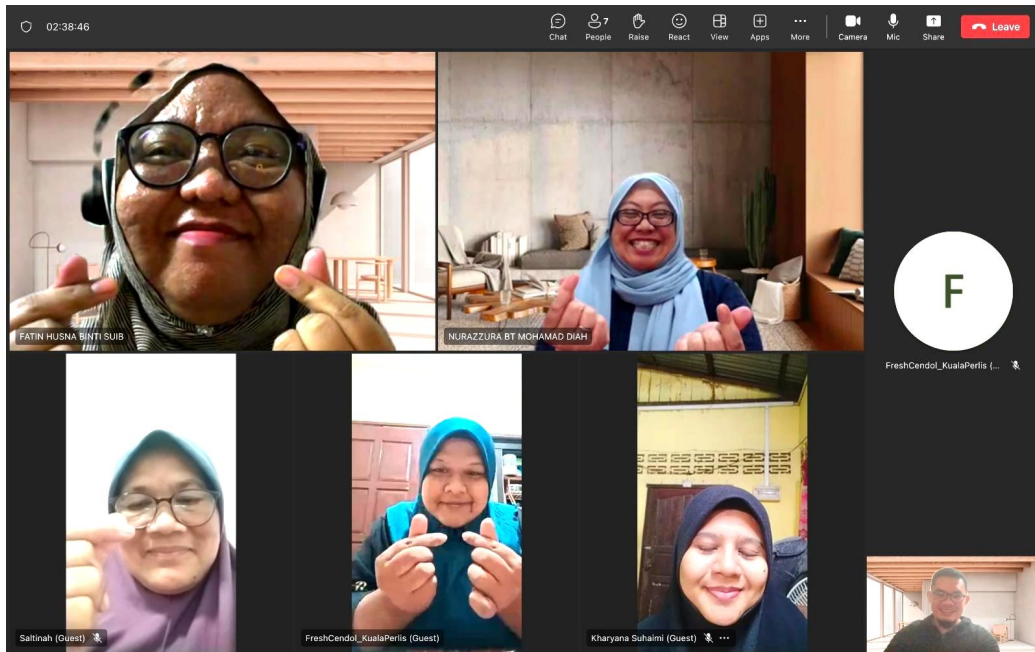 02:38:46
7
Chat
People
Raise
React
View
Apps
More
Camera
Mic
Share
Leave
FATIN HUSNA BINTI SUIB
NURAZZURA BT MOHAMAD DIAH
F
FreshCendol_KualaPerlis (...
Saltinah (Guest)
FreshCendol_KualaPerlis (Guest)
Kharyana Suhaimi (Guest)